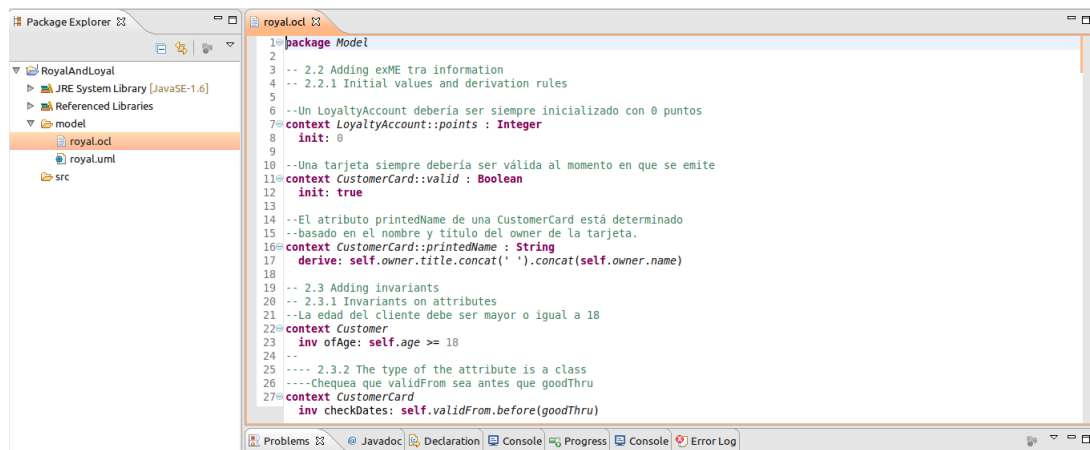 Package Explorer
RoyalAndLoyal
JRE System Library [JavaSE-1.6]
Referenced Libraries
model
royal.ocl
royal.uml
src
royal.ocl
1 package Model
2
3 -- 2.2 Adding exME tra information
4 -- 2.2.1 Initial values and derivation rules
5
6 --Un LoyaltyAccount debería ser siempre inicializado con 0 puntos
7 context LoyaltyAccount::points : Integer
8 init: 0
9
10 --Una tarjeta siempre debería ser válida al momento en que se emite
11 context CustomerCard::valid : Boolean
12 init: true
13
14 --El atributo printedName de una CustomerCard está determinado
15 --basado en el nombre y título del owner de la tarjeta.
16 context CustomerCard::printedName : String
17 derive: self.owner.title.concat(' ').concat(self.owner.name)
18
19 -- 2.3 Adding invariants
20 -- 2.3.1 Invariants on attributes
21 --La edad del cliente debe ser mayor o igual a 18
22 context Customer
23 inv ofAge: self.age >= 18
24 --
25 ---- 2.3.2 The type of the attribute is a class
26 ----Chequea que validFrom sea antes que goodThru
27 context CustomerCard
inv checkDates: self.validFrom.before(goodThru)
Problems @ Javadoc Declaration Console Progress Console Error Log